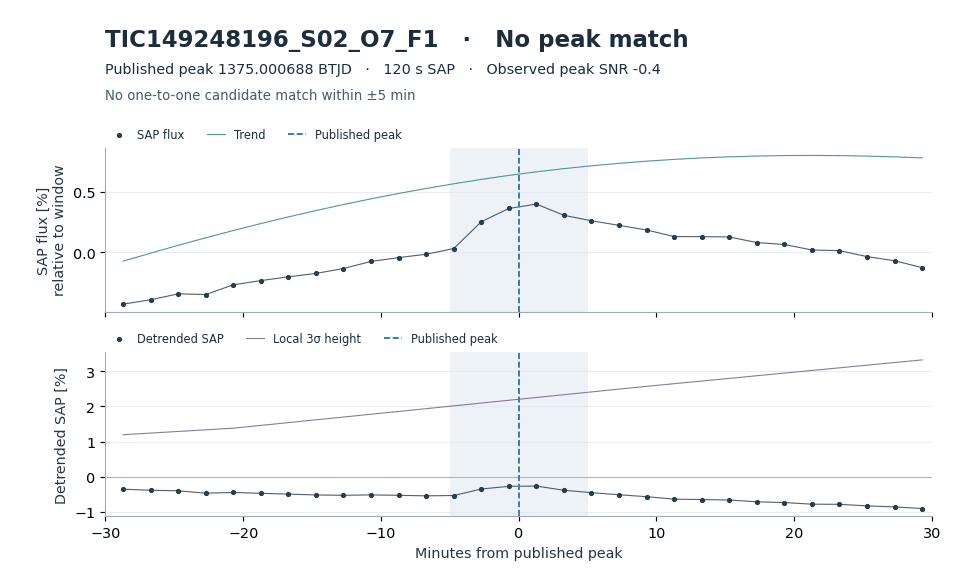 TIC149248196_S02_O7_F1 · No peak match
Published peak 1375.000688 BTJD · 120 s SAP · Observed peak SNR -0.4
No one-to-one candidate match within ±5 min
SAP flux Trend Published peak
SAP flux [%]
relative to window
0.5
0.0
Detrended SAP Local 3σ height Published peak
Detrended SAP [%]
3
2
1
0
−1
−30 −20 −10 0 10 20 30
Minutes from published peak